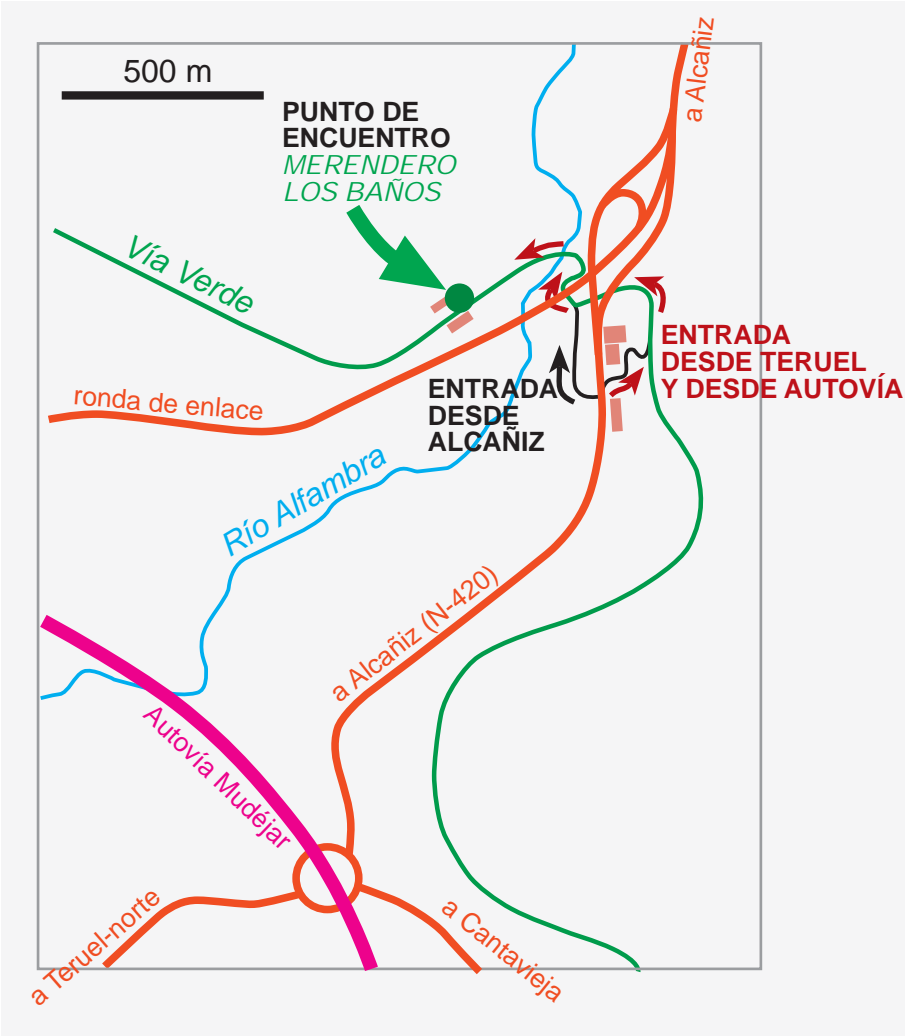 500 m
a Alcañiz
PUNTO DE
ENCUENTRO
MERENDERO
LOS BAÑOS
Vía Verde
ENTRADA
DESDE TERUEL
Y DESDE AUTOVÍA
ENTRADA
DESDE
ALCAÑIZ
ronda de enlace
Río Alfambra
a Alcañiz (N-420)
Autovía Mudéjar
a Teruel-norte
a Cantavieja